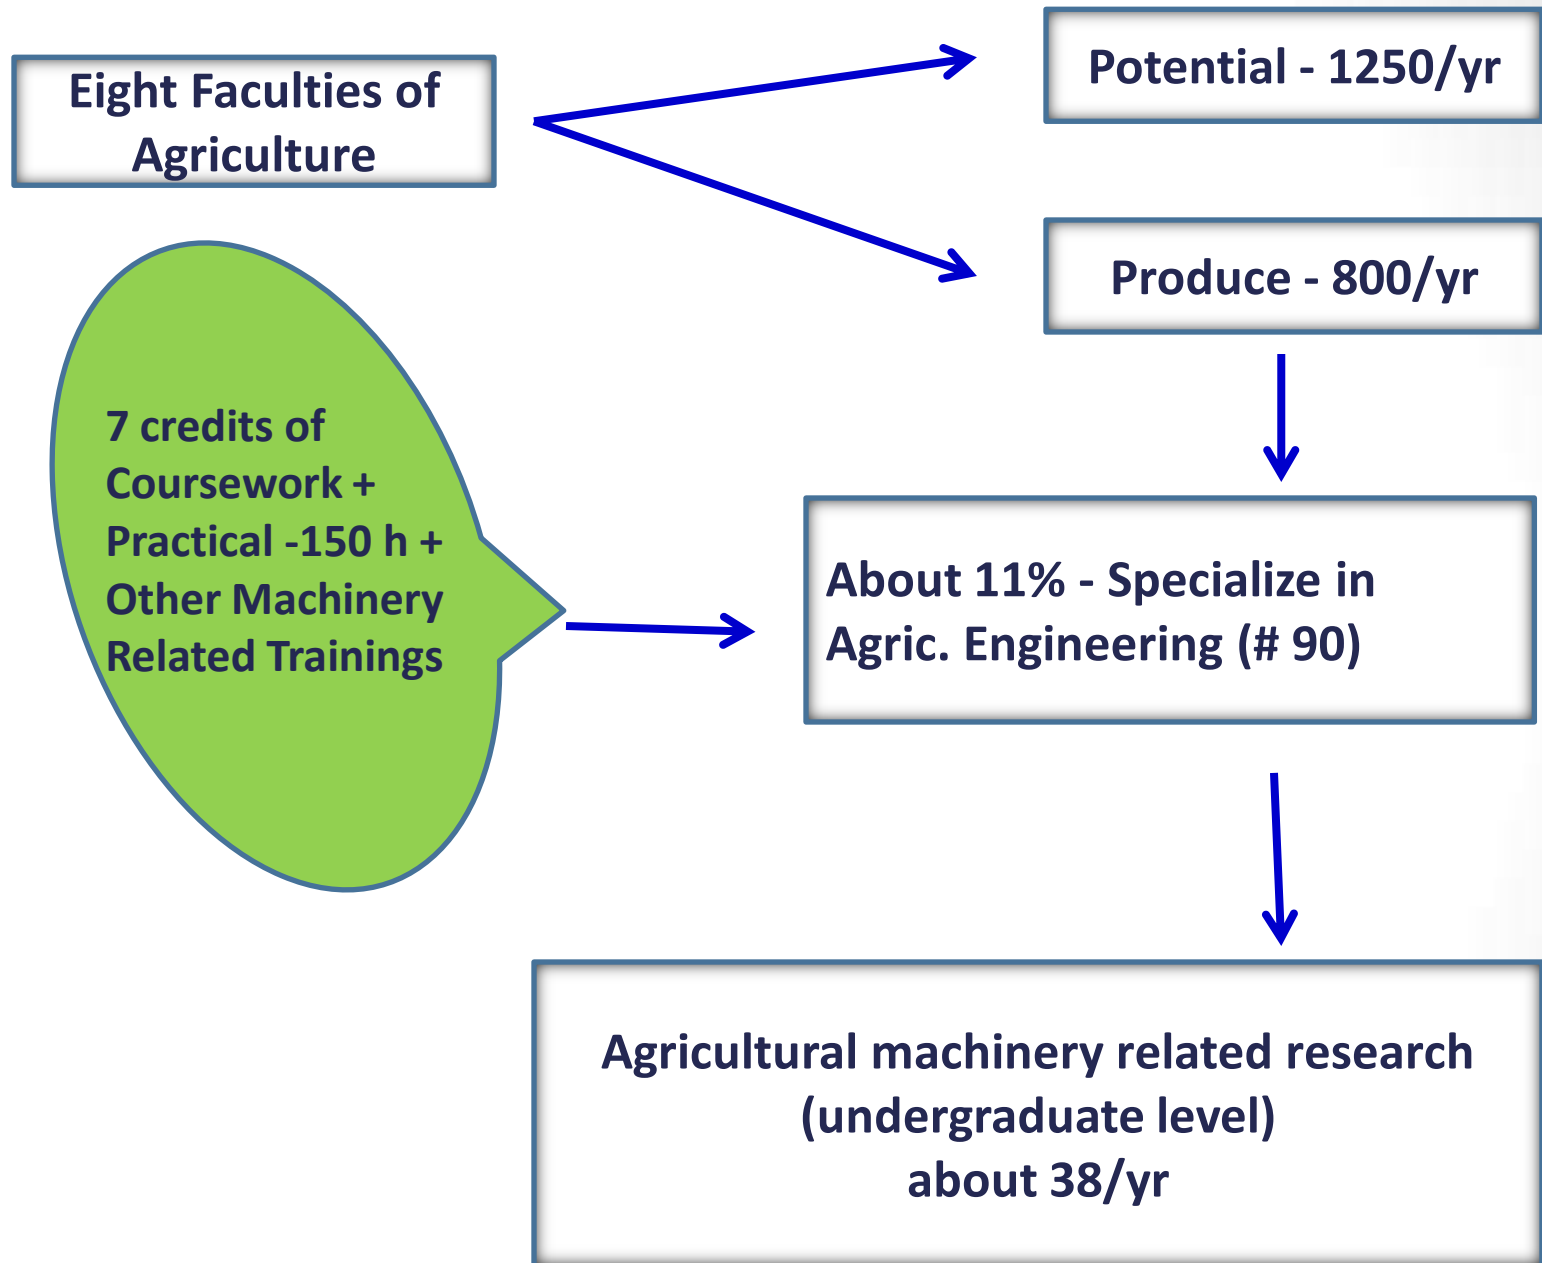 Eight Faculties of
Agriculture
Potential - 1250/yr
Produce - 800/yr
7 credits of
Coursework +
Practical -150 h +
Other Machinery
Related Trainings
About 11% - Specialize in
Agric. Engineering (# 90)
Agricultural machinery related research
(undergraduate level)
about 38/yr